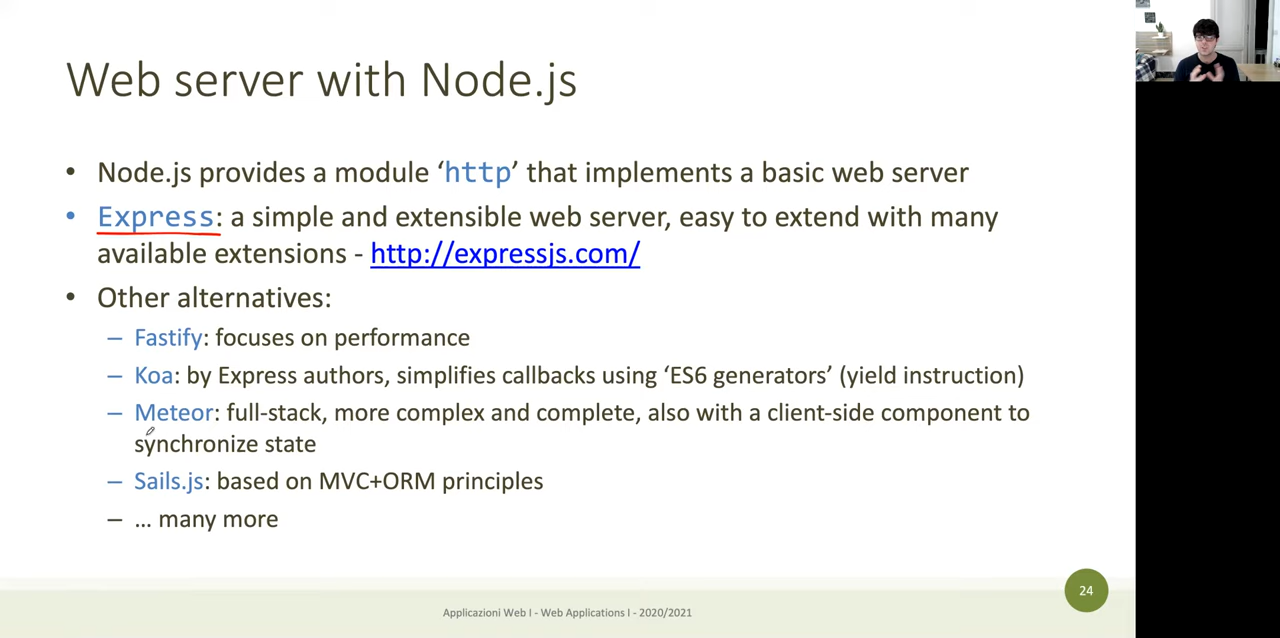 Web server with Node.js
• Node.js provides a module ‘http’ that implements a basic web server
• Express: a simple and extensible web server, easy to extend with many
available extensions - http://expressjs.com/
• Other alternatives:
– Fastify: focuses on performance
– Koa: by Express authors, simplifies callbacks using ‘ES6 generators’ (yield instruction)
– Meteor: full-stack, more complex and complete, also with a client-side component to
synchronize state
– Sails.js: based on MVC+ORM principles
– … many more
24
Applicazioni Web I - Web Applications I - 2020/2021